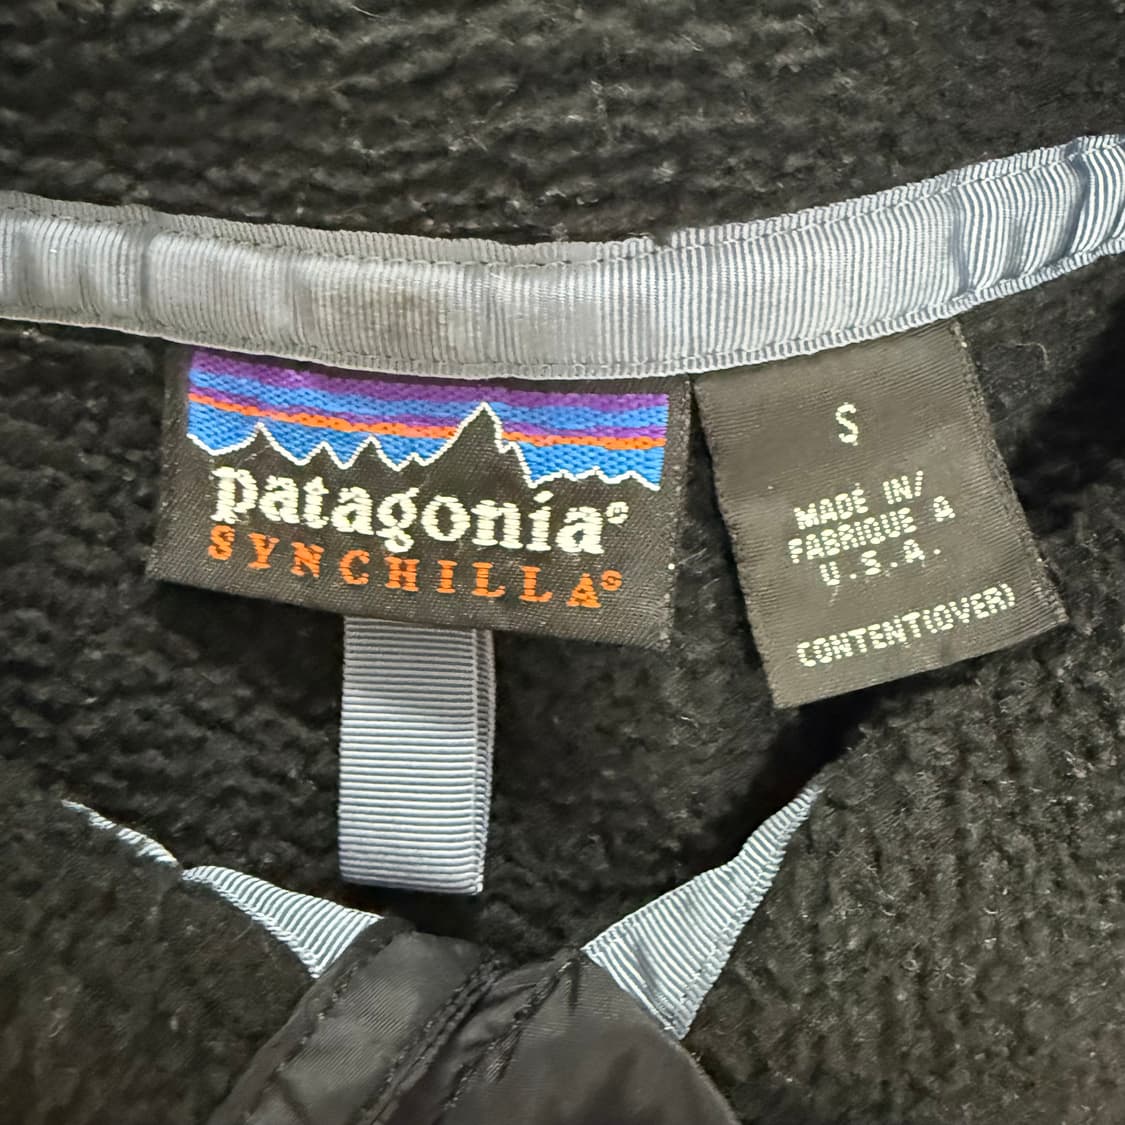 patagonia®
SYNCHILLA®
S
MADE IN/
FABRIQUE A
U.S.A.
CONTENT(OVER)